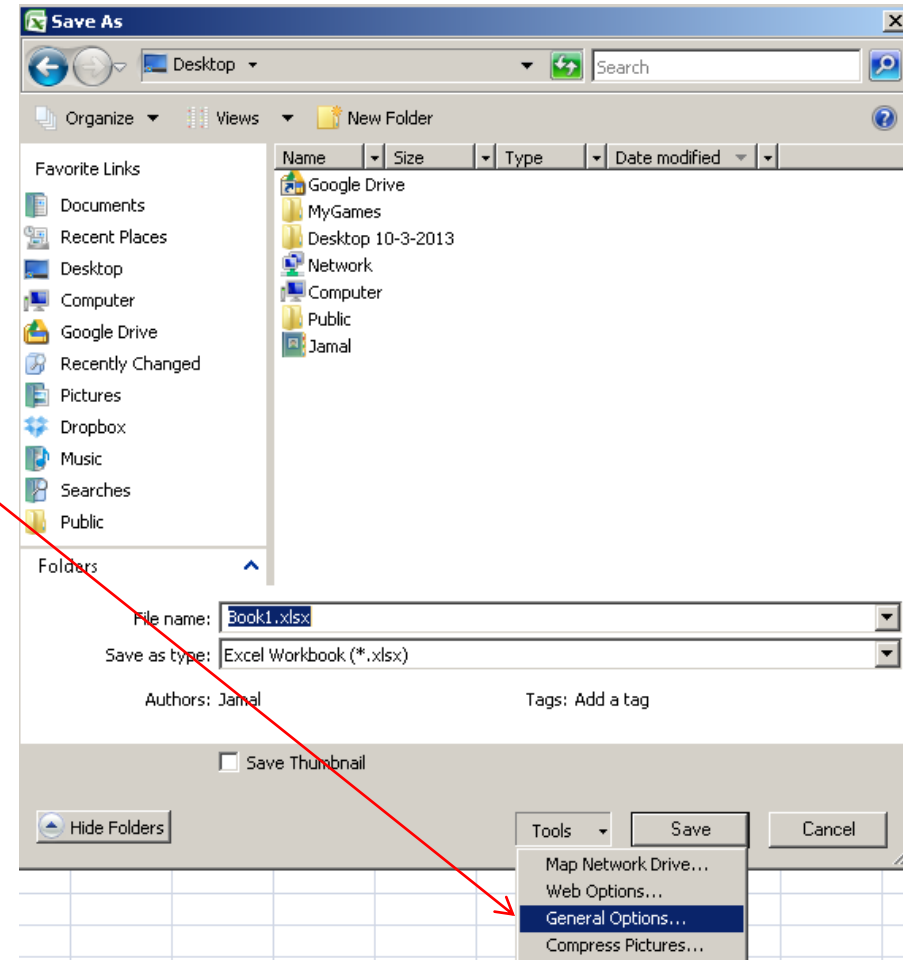 Save As
Desktop
Search
Organize Views New Folder
Favorite Links
Documents
Recent Places
Desktop
Computer
Google Drive
Recently Changed
Pictures
Dropbox
Music
Searches
Public
Folders
Name Size Type Date modified
Google Drive
MyGames
Desktop 10-3-2013
Network
Computer
Public
Jamal
File name: Book1.xlsx
Save as type: Excel Workbook (*.xlsx)
Authors: Jamal Tags: Add a tag
Save Thumbnail
Hide Folders Tools Save Cancel
Map Network Drive...
Web Options...
General Options...
Compress Pictures...